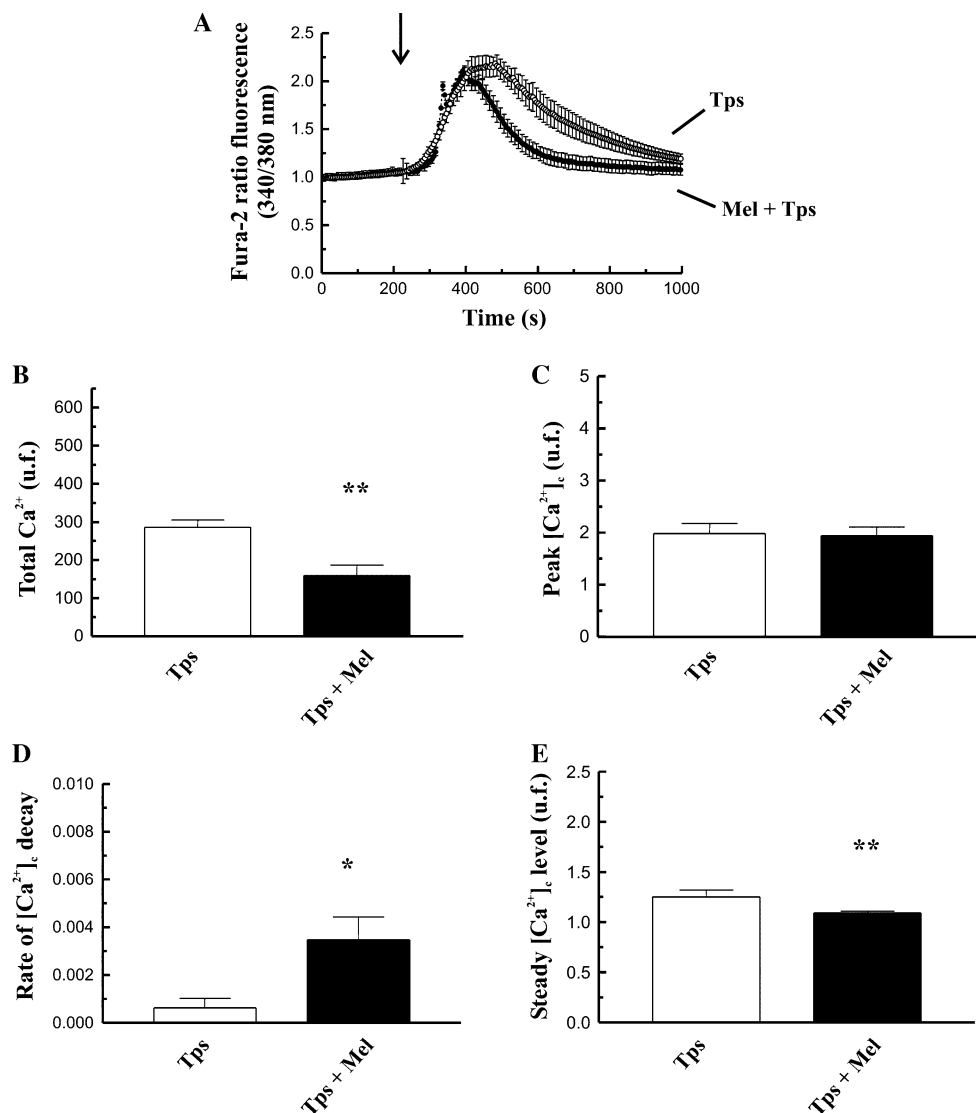 A
Fura-2 ratio fluorescence
(340/380 nm)
2.5
2.0
1.5
1.0
0.5
0.0
0
200
400
600
800
1000
Time (s)
Tps
Mel + Tps
B
Total Ca²⁺ (u.f.)
600
500
400
300
200
100
0
**
Tps
Tps + Mel
C
Peak [Ca²⁺]c (u.f.)
5
4
3
2
1
0
Tps
Tps + Mel
D
Rate of [Ca²⁺]c decay
0.010
0.008
0.006
0.004
0.002
0.000
*
Tps
Tps + Mel
E
Steady [Ca²⁺]c level (u.f.)
2.5
2.0
1.5
1.0
0.5
0.0
**
Tps
Tps + Mel